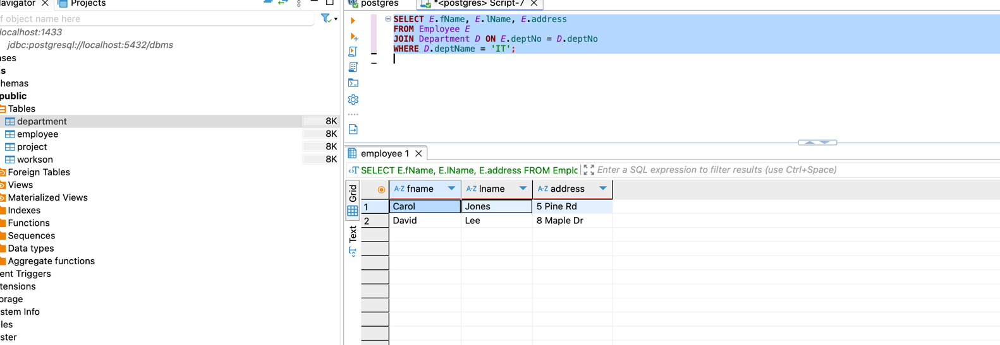 Navigator
Projects
postgres
*<postgres> Script-7
f object name here
localhost:1433
jdbc:postgresql://localhost:5432/dbms
ases
s
hemas
public
Tables
department 8K
employee 8K
project 8K
workson 8K
Foreign Tables
Views
Materialized Views
Indexes
Functions
Sequences
Data types
Aggregate functions
ent Triggers
tensions
orage
stem Info
les
ster
SELECT E.fName, E.lName, E.address
FROM Employee E
JOIN Department D ON E.deptNo = D.deptNo
WHERE D.deptName = 'IT';
employee 1
SELECT E.fName, E.lName, E.address FROM Emplc
Enter a SQL expression to filter results (use Ctrl+Space)
Grid
Text
A-Z fname A-Z lname A-Z address
1 Carol Jones 5 Pine Rd
2 David Lee 8 Maple Dr